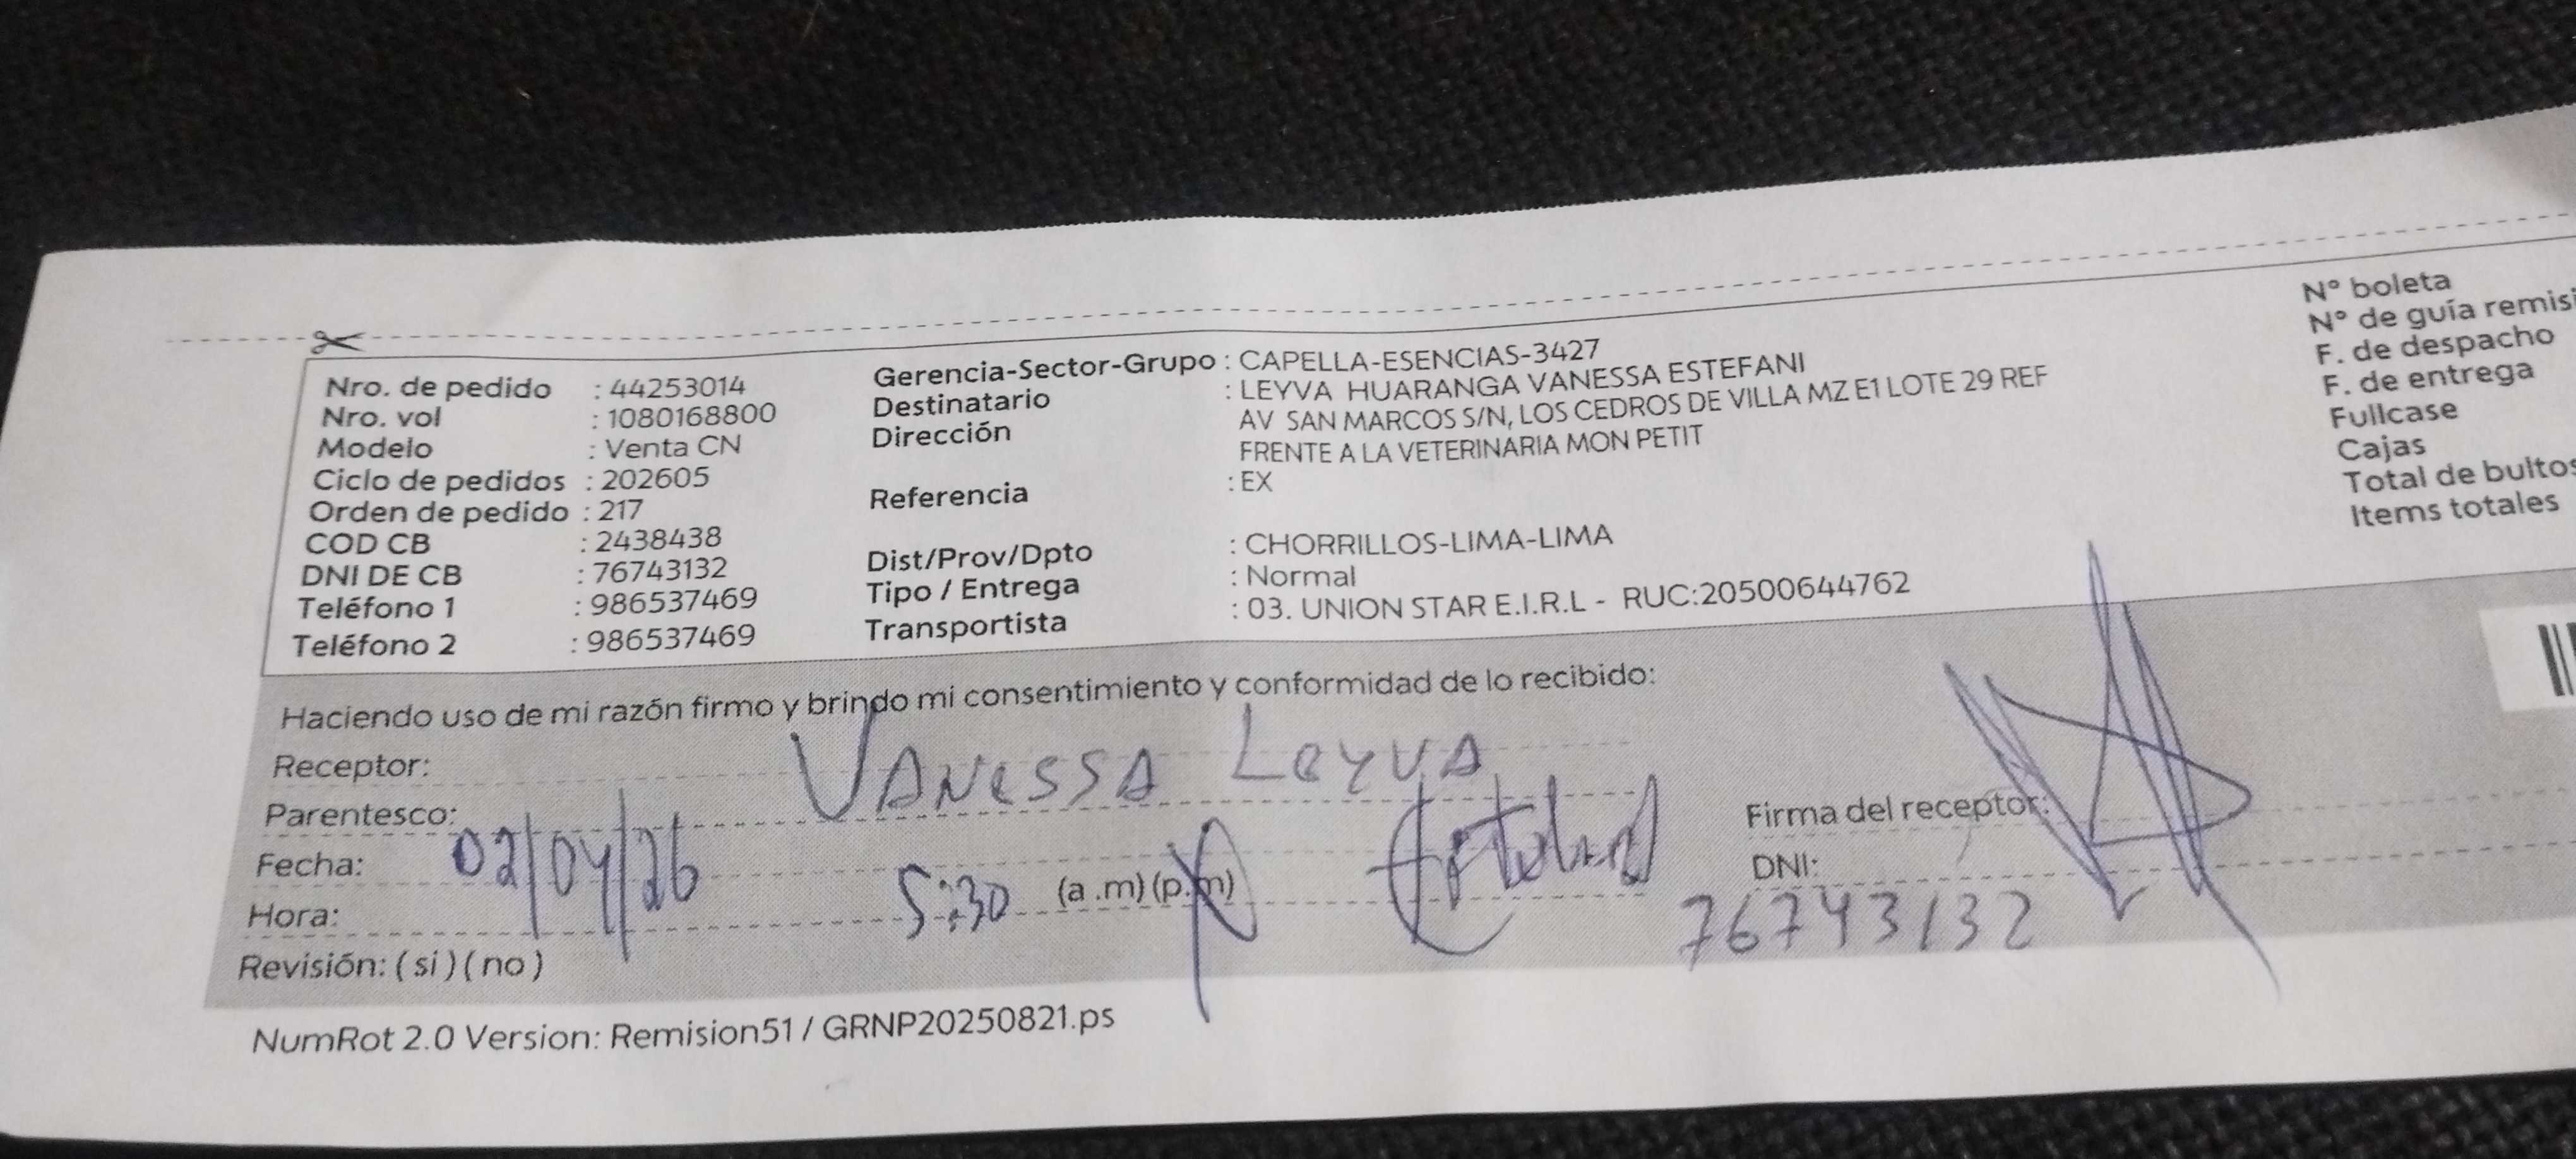 Nro. de pedido : 44253014
Nro. vol : 1080168800
Modelo : Venta CN
Ciclo de pedidos : 202605
Orden de pedido : 217
COD CB : 2438438
DNI DE CB : 76743132
Teléfono 1 : 986537469
Teléfono 2 : 986537469
Gerencia-Sector-Grupo : CAPELLA-ESENCIAS-3427
Destinatario : LEYVA HUARANGA VANESSA ESTEFANI
Dirección AV SAN MARCOS S/N, LOS CEDROS DE VILLA MZ E1 LOTE 29 REF
FRENTE A LA VETERINARIA MON PETIT
Referencia : EX
Dist/Prov/Dpto : CHORRILLOS-LIMA-LIMA
Tipo / Entrega : Normal
Transportista : 03. UNION STAR E.I.R.L - RUC:20500644762
N° boleta
N° de guía remisi
F. de despacho
F. de entrega
Fullcase
Cajas
Total de bultos
Items totales
Haciendo uso de mi razón firmo y brindo mi consentimiento y conformidad de lo recibido:
Receptor: VANESSA LeyVA
Parentesco:
Fecha: 02/04/26
Hora: 5:30 (a .m) (p.m)
Revisión: ( si ) ( no )
Firma del receptor:
DNI: 76743132
NumRot 2.0 Version: Remision51 / GRNP20250821.ps